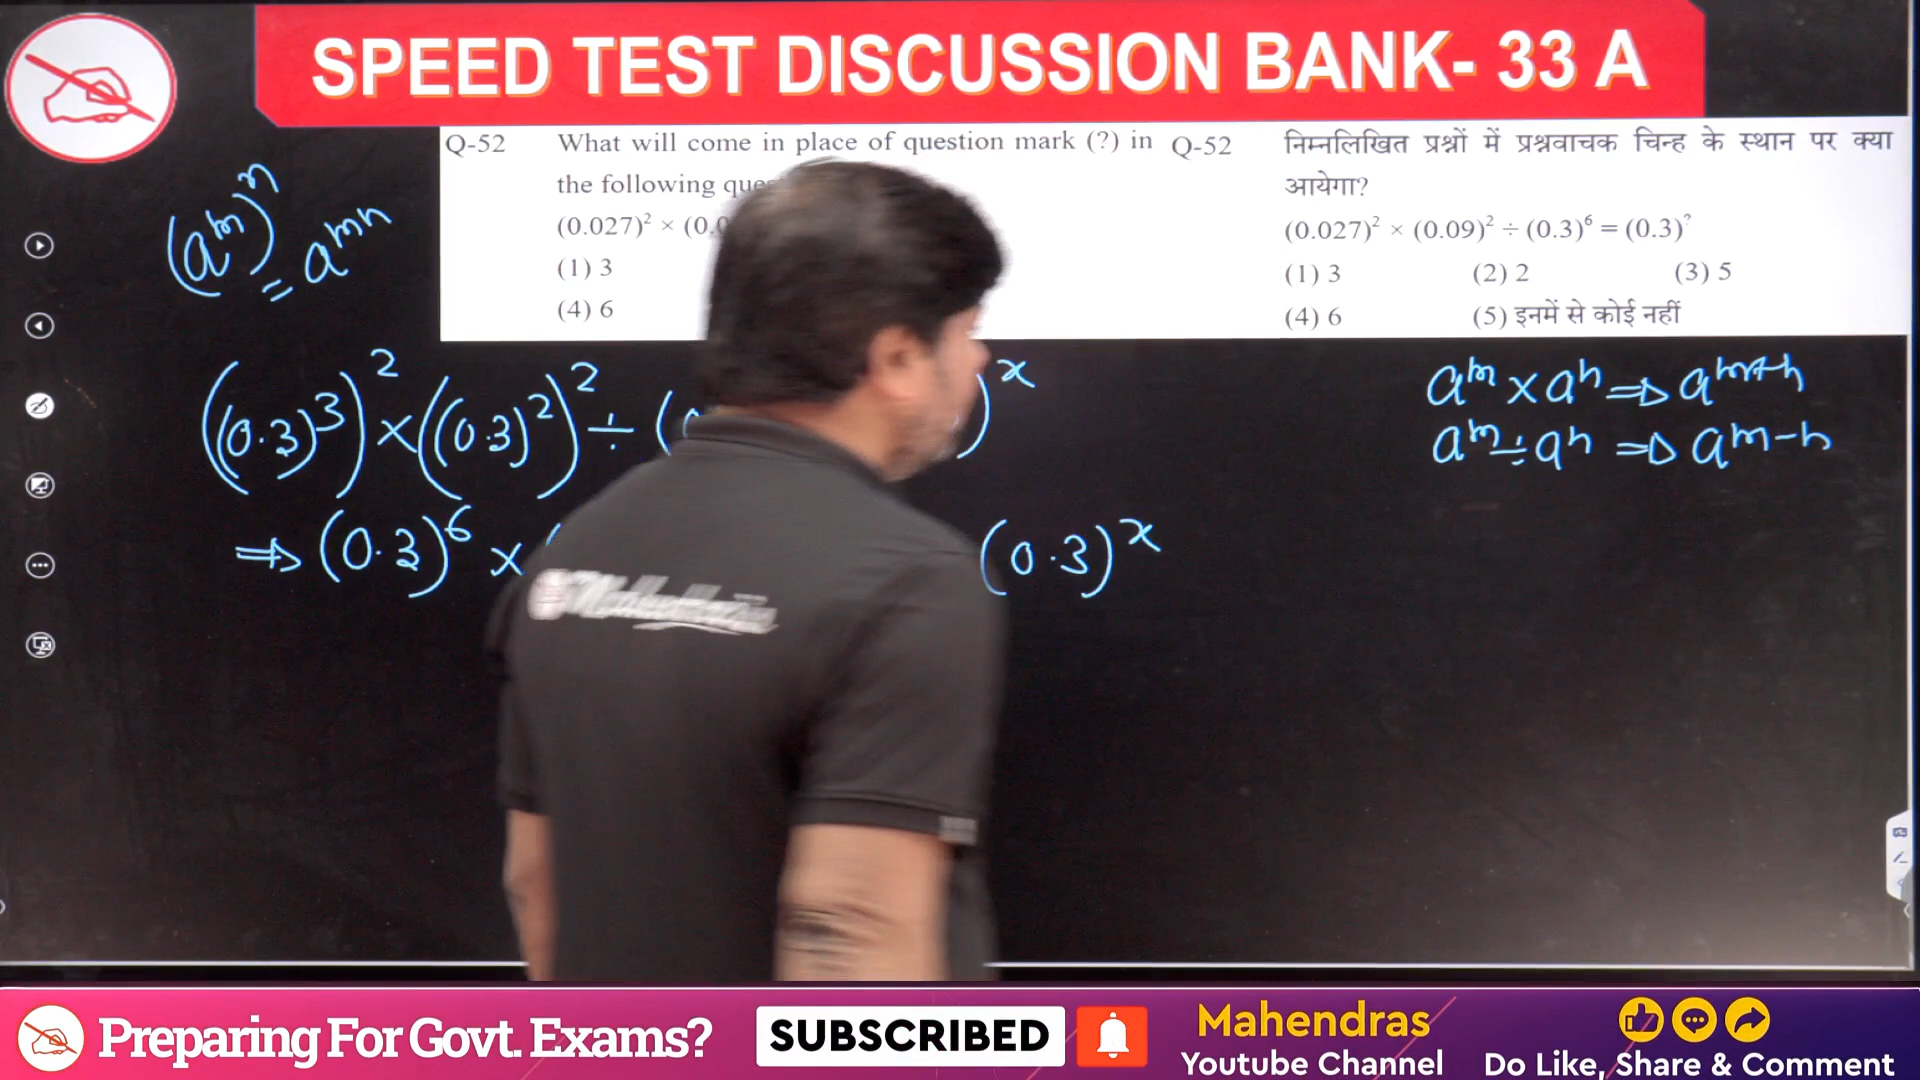 SPEED TEST DISCUSSION BANK- 33 A
Q-52 What will come in place of question mark (?) in
the following
(0.027)² ×
(1) 3
(4) 6
Q-52 निम्नलिखित प्रश्नों में प्रश्नवाचक चिन्ह के स्थान पर क्या
आयेगा?
(0.027)² × (0.09)² ÷ (0.3)⁶ = (0.3)?
(1) 3 (2) 2 (3) 5
(4) 6 (5) इनमें से कोई नहीं
(aᵐ)ⁿ
= aᵐⁿ
((0.3)³)² × ((0.3)²)² ÷ ( )ˣ
⇒ (0.3)⁶ × (0.3)ˣ
aᵐ × aⁿ ⇒ aᵐ⁺ⁿ
aᵐ ÷ aⁿ ⇒ aᵐ⁻ⁿ
Preparing For Govt. Exams?
SUBSCRIBED
Mahendras
Youtube Channel
Do Like, Share & Comment